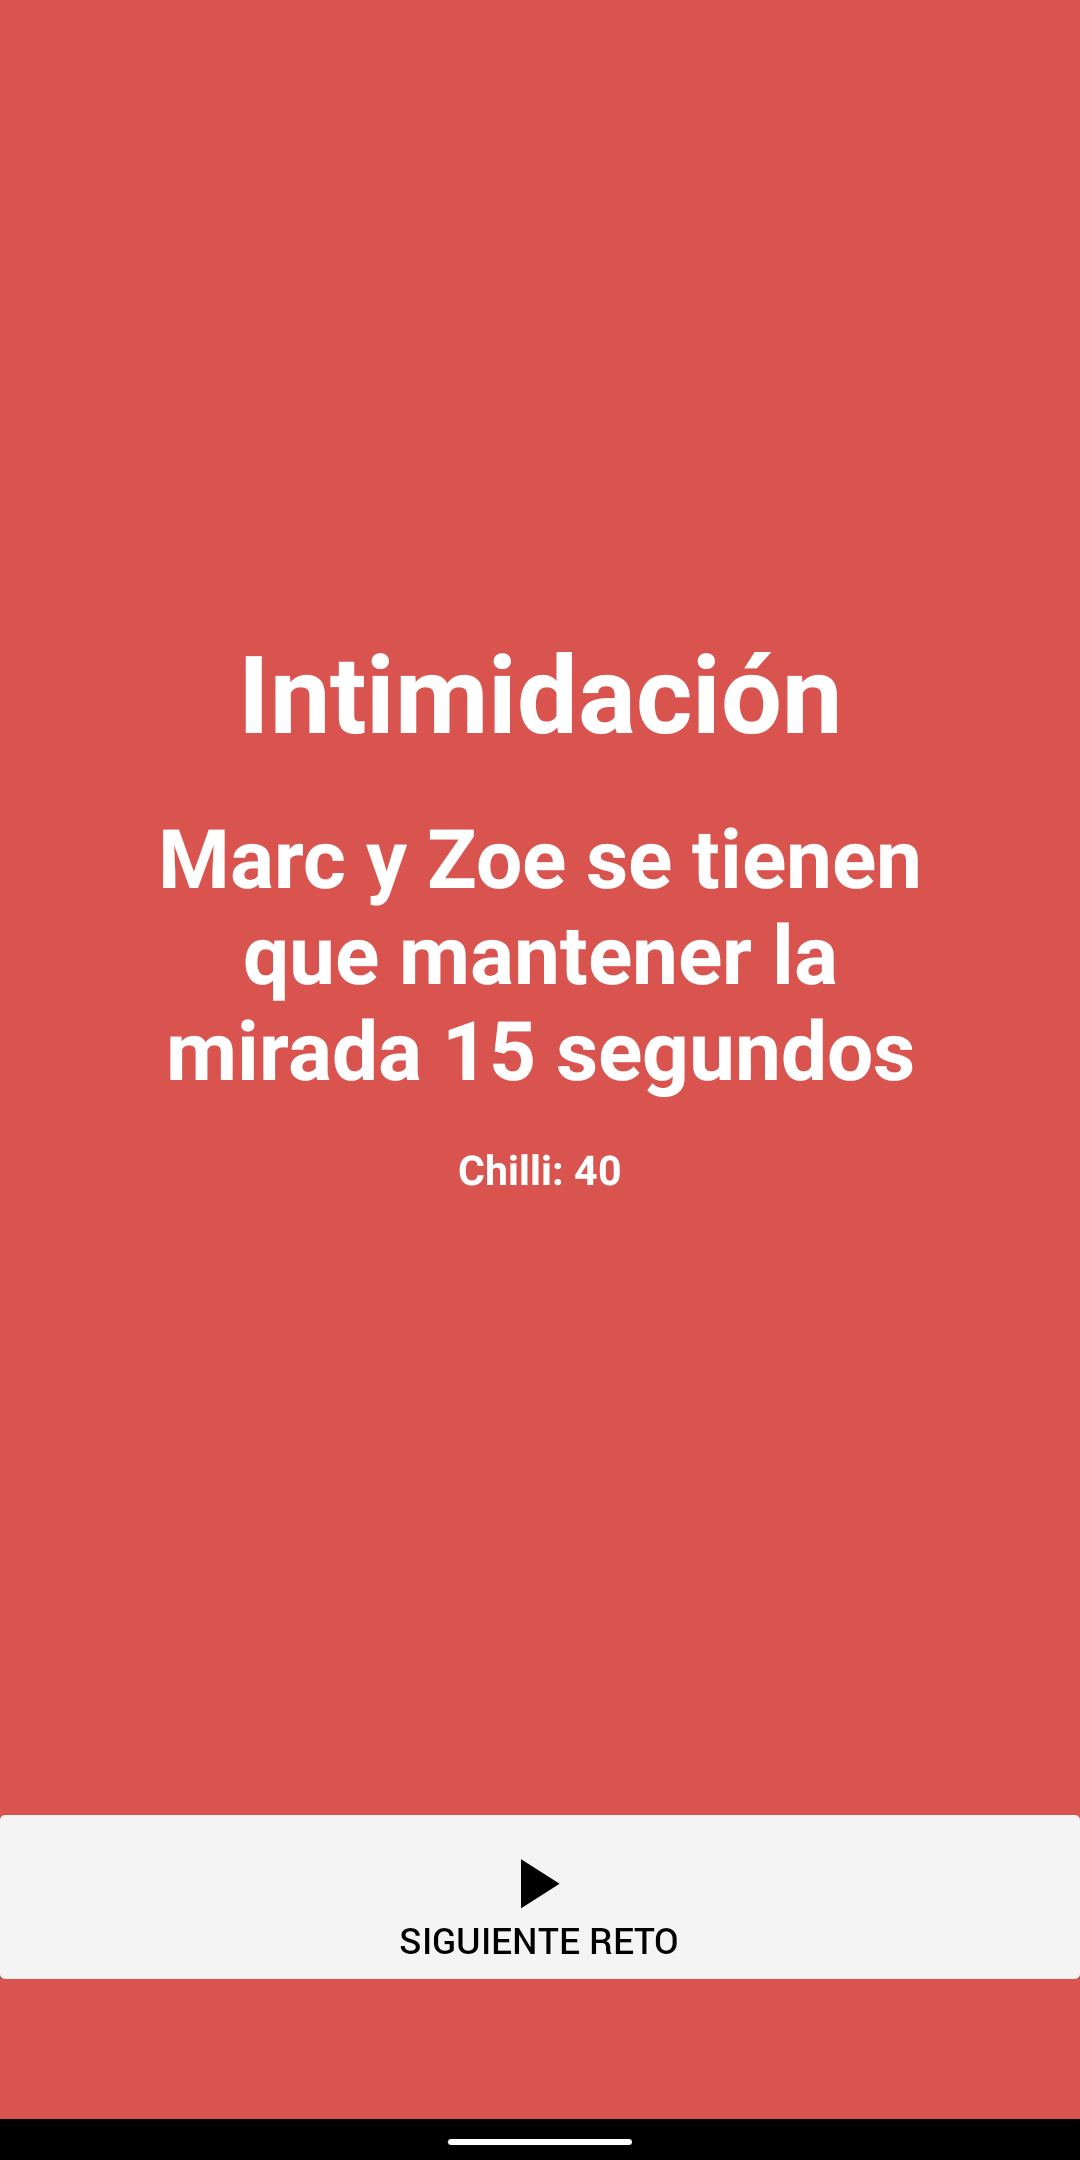 Intimidación
Marc y Zoe se tienen
que mantener la
mirada 15 segundos
Chilli: 40
SIGUIENTE RETO